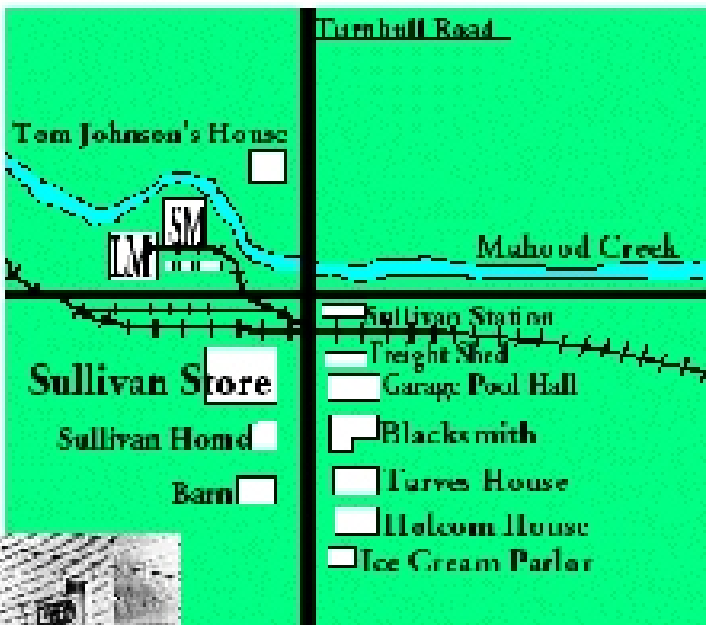 Turnbull Road
Tom Johnson's House
SM
LM
Mahood Creek
Sullivan Station
Freight Shed
Sullivan Store
Garage Pool Hall
Sullivan Home
Blacksmith
Barn
Turves House
Holcom House
Ice Cream Parlor